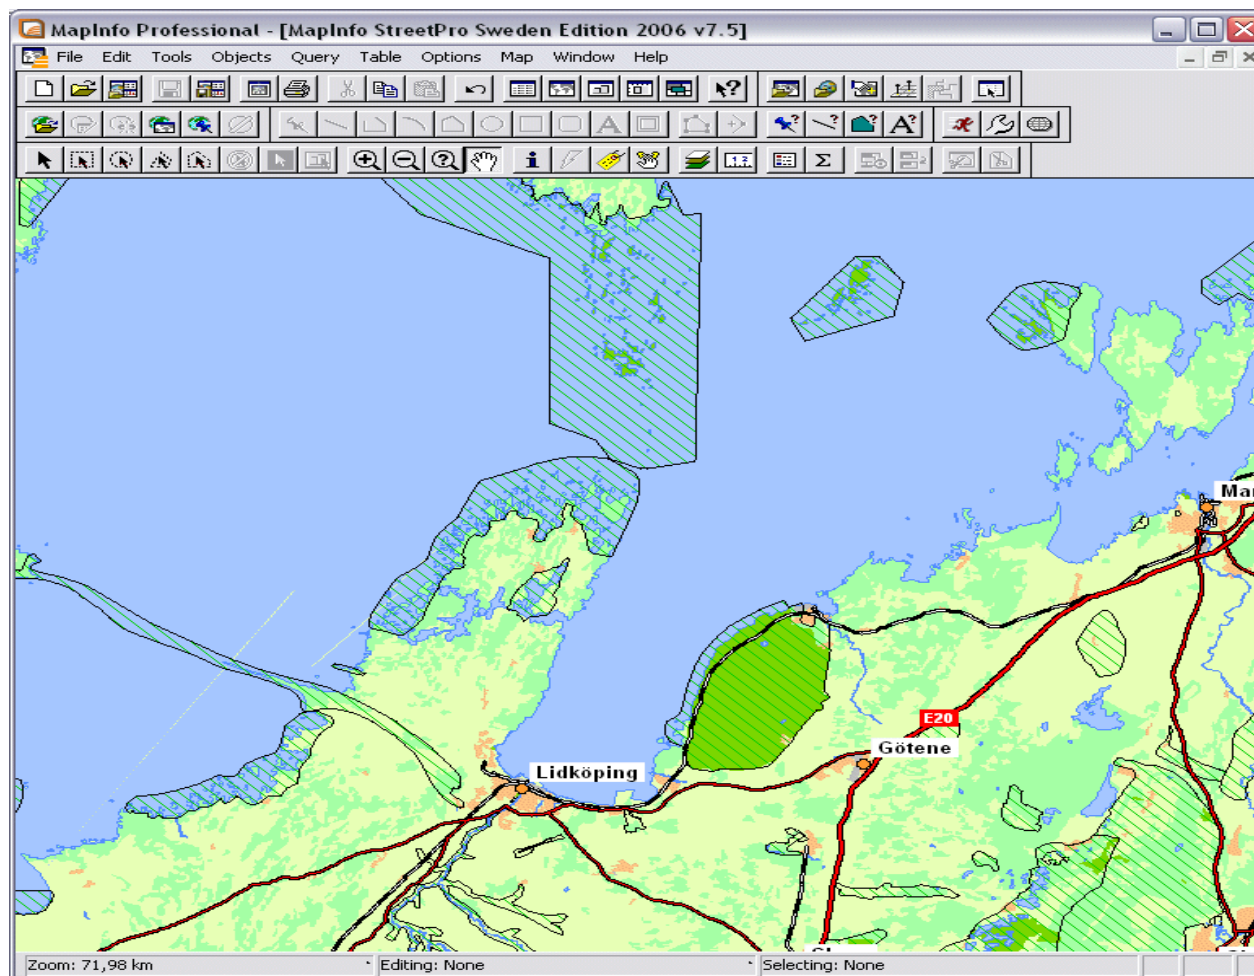 MapInfo Professional - [MapInfo StreetPro Sweden Edition 2006 v7.5]
File Edit Tools Objects Query Table Options Map Window Help
E20
Götene
Lidköping
Zoom: 71,98 km
Editing: None
Selecting: None